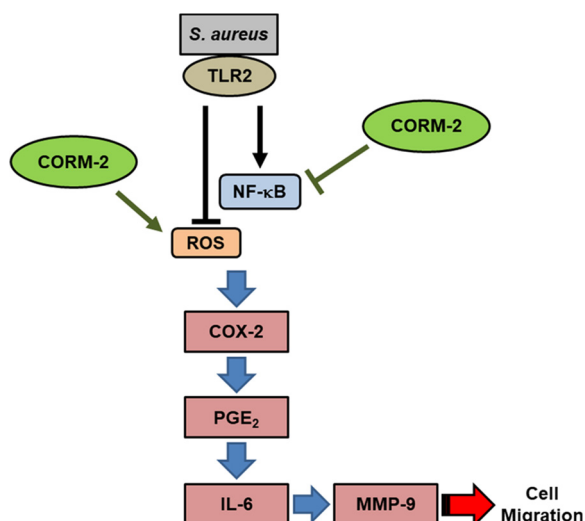 S. aureus
TLR2
CORM-2
CORM-2
NF-κB
ROS
COX-2
PGE₂
IL-6
MMP-9
Cell
Migration